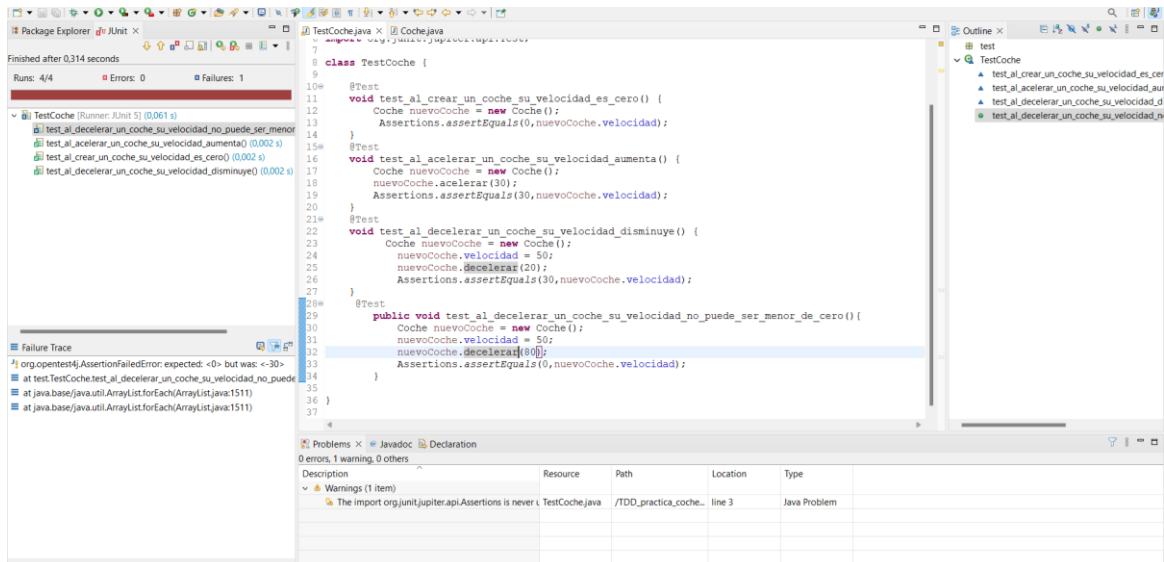 Package Explorer JUnit ×
Finished after 0,314 seconds
Runs: 4/4 Errors: 0 Failures: 1
TestCoche [Runner: JUnit 5] (0,061 s)
test_al_decelerar_un_coche_su_velocidad_no_puede_ser_menor
test_al_acelerar_un_coche_su_velocidad_aumenta() (0,002 s)
test_al_crear_un_coche_su_velocidad_es_cero() (0,002 s)
test_al_decelerar_un_coche_su_velocidad_disminuye() (0,002 s)
Failure Trace
org.opentest4j.AssertionFailedError: expected: <0> but was: <-30>
at test.TestCoche.test_al_decelerar_un_coche_su_velocidad_no_puede
at java.base/java.util.ArrayList.forEach(ArrayList.java:1511)
at java.base/java.util.ArrayList.forEach(ArrayList.java:1511)
TestCoche.java × Coche.java
6 import org.junit.jupiter.api.Test;
7
8 class TestCoche {
9
10 @Test
11 void test_al_crear_un_coche_su_velocidad_es_cero() {
12 Coche nuevoCoche = new Coche();
13 Assertions.assertEquals(0,nuevoCoche.velocidad);
14 }
15 @Test
16 void test_al_acelerar_un_coche_su_velocidad_aumenta() {
17 Coche nuevoCoche = new Coche();
18 nuevoCoche.acelerar(30);
19 Assertions.assertEquals(30,nuevoCoche.velocidad);
20 }
21 @Test
22 void test_al_decelerar_un_coche_su_velocidad_disminuye() {
23 Coche nuevoCoche = new Coche();
24 nuevoCoche.velocidad = 50;
25 nuevoCoche.decelerar(20);
26 Assertions.assertEquals(30,nuevoCoche.velocidad);
27 }
28 @Test
29 public void test_al_decelerar_un_coche_su_velocidad_no_puede_ser_menor_de_cero(){
30 Coche nuevoCoche = new Coche();
31 nuevoCoche.velocidad = 50;
32 nuevoCoche.decelerar(80);
33 Assertions.assertEquals(0,nuevoCoche.velocidad);
34 }
35
36 }
37
Outline ×
test
TestCoche
test_al_crear_un_coche_su_velocidad_es_cer
test_al_acelerar_un_coche_su_velocidad_aur
test_al_decelerar_un_coche_su_velocidad_d
test_al_decelerar_un_coche_su_velocidad_n
Problems × Javadoc Declaration
0 errors, 1 warning, 0 others
Description Resource Path Location Type
Warnings (1 item)
The import org.junit.jupiter.api.Assertions is never u TestCoche.java /TDD_practica_coche... line 3 Java Problem